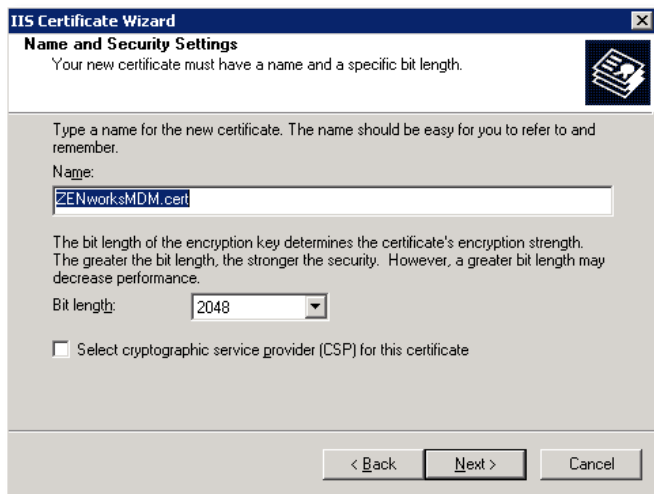 IIS Certificate Wizard
Name and Security Settings
Your new certificate must have a name and a specific bit length.
Type a name for the new certificate. The name should be easy for you to refer to and
remember.
Name:
ZENworksMDM.cert
The bit length of the encryption key determines the certificate's encryption strength.
The greater the bit length, the stronger the security.  However, a greater bit length may
decrease performance.
Bit length:
2048
Select cryptographic service provider (CSP) for this certificate
< Back
Next >
Cancel